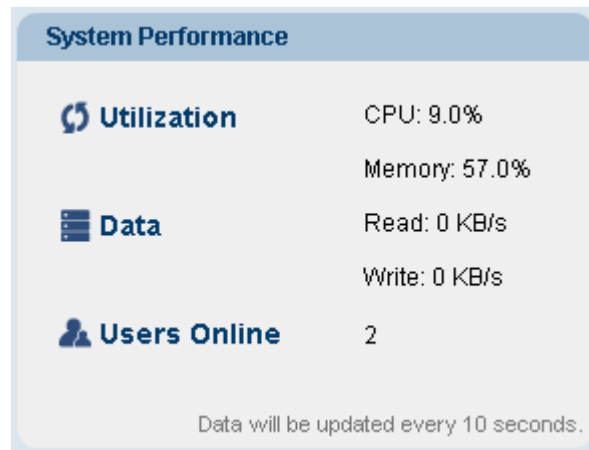 System Performance
Utilization CPU: 9.0%
Memory: 57.0%
Data Read: 0 KB/s
Write: 0 KB/s
Users Online 2
Data will be updated every 10 seconds.